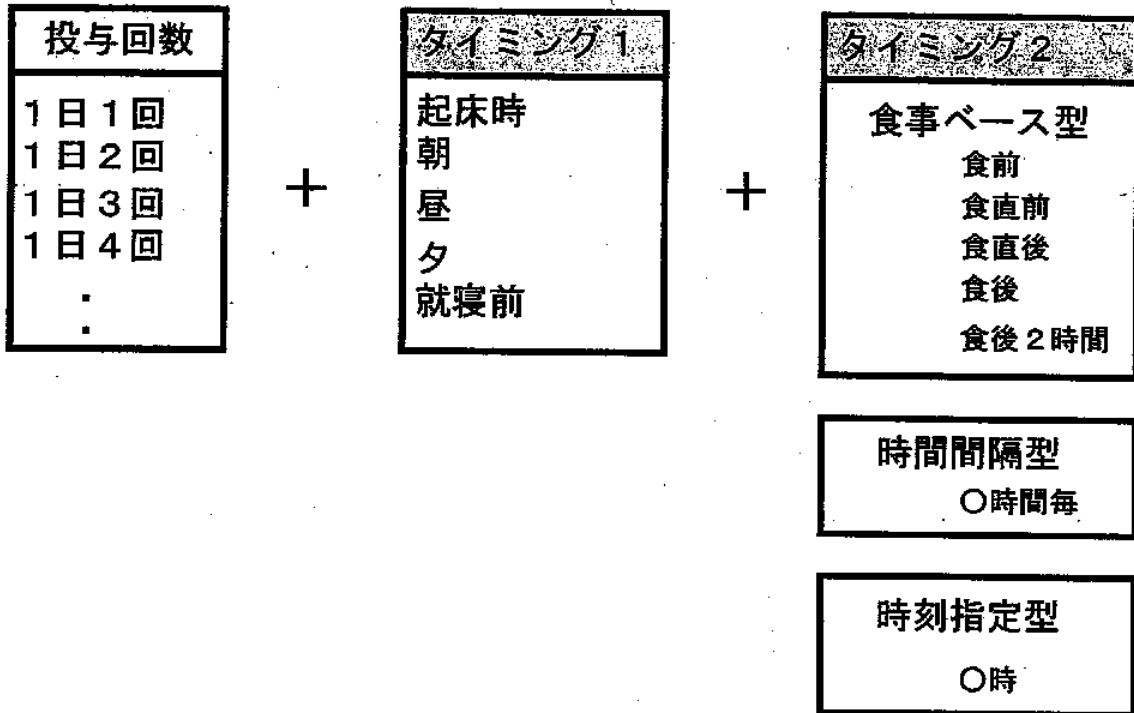 投与回数
1日1回
1日2回
1日3回
1日4回
・
・
+
タイミング1
起床時
朝
昼
夕
就寝前
+
タイミング2
食事ベース型
食前
食直前
食直後
食後
食後2時間
時間間隔型
〇時間毎
時刻指定型
〇時